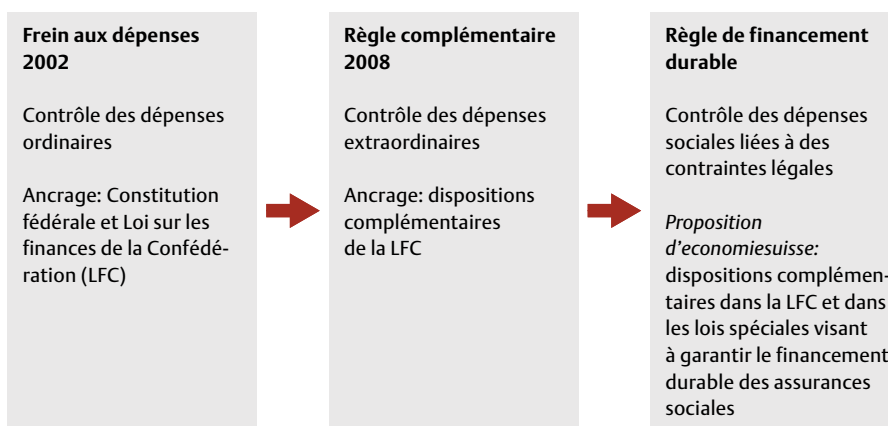 Frein aux dépenses
2002
Contrôle des dépenses
ordinaires
Ancrage: Constitution
fédérale et Loi sur les
finances de la Confédé-
ration (LFC)
Règle complémentaire
2008
Contrôle des dépenses
extraordinaires
Ancrage: dispositions
complémentaires
de la LFC
Règle de financement
durable
Contrôle des dépenses
sociales liées à des
contraintes légales
Proposition
d'economiesuisse:
dispositions complémen-
taires dans la LFC et dans
les lois spéciales visant
à garantir le financement
durable des assurances
sociales